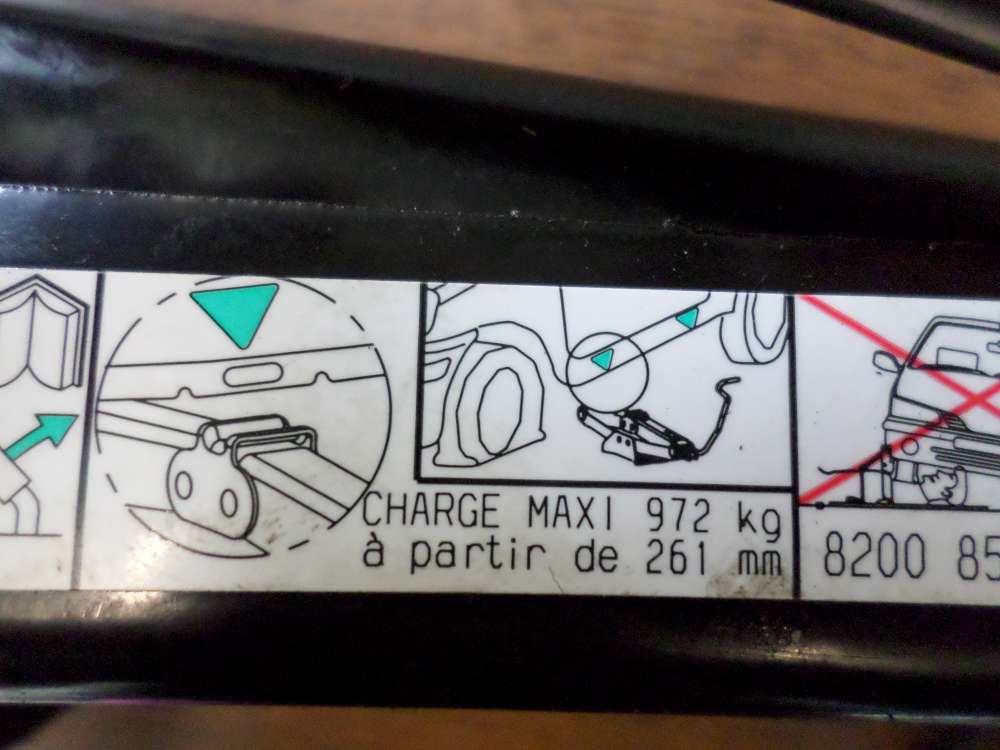 CHARGE MAXI 972 kg
à partir de 261 mm
8200 85